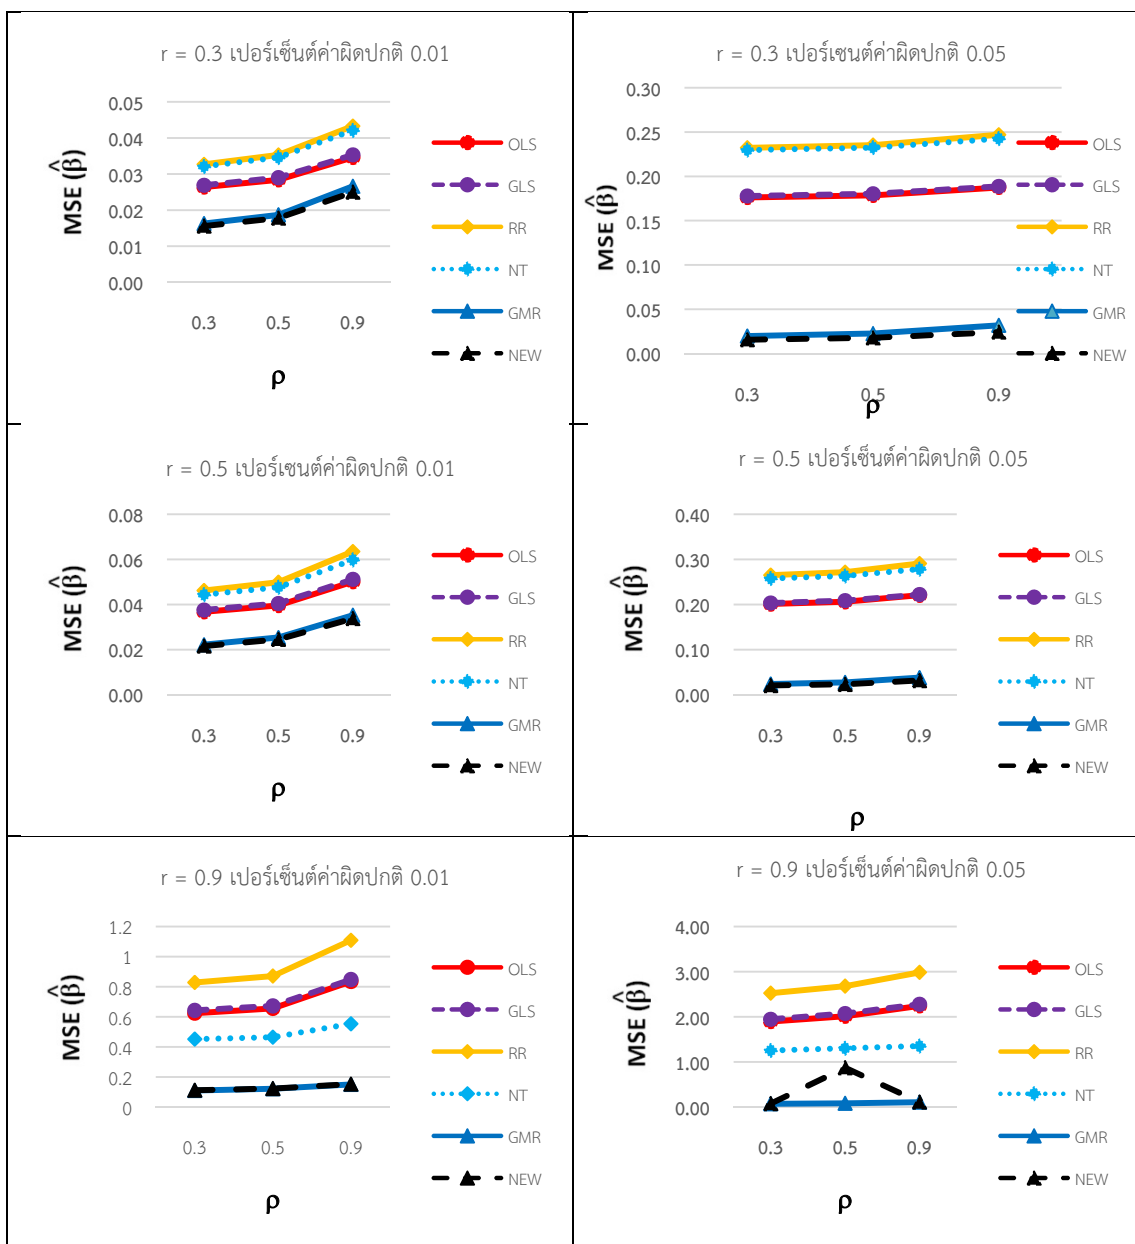 r = 0.3 เปอร์เซ็นต์ค่าผิดปกติ 0.01
MSE (β̂)
0.05
0.04
0.03
0.02
0.01
0.00
0.3 0.5 0.9
ρ
OLS
GLS
RR
NT
GMR
NEW
r = 0.3 เปอร์เซนต์ค่าผิดปกติ 0.05
MSE (β̂)
0.30
0.25
0.20
0.15
0.10
0.05
0.00
0.3 0.5 0.9
ρ
OLS
GLS
RR
NT
GMR
NEW
r = 0.5 เปอร์เซนต์ค่าผิดปกติ 0.01
MSE (β̂)
0.08
0.06
0.04
0.02
0.00
0.3 0.5 0.9
ρ
OLS
GLS
RR
NT
GMR
NEW
r = 0.5 เปอร์เซ็นต์ค่าผิดปกติ 0.05
MSE (β̂)
0.40
0.30
0.20
0.10
0.00
0.3 0.5 0.9
ρ
OLS
GLS
RR
NT
GMR
NEW
r = 0.9 เปอร์เซ็นต์ค่าผิดปกติ 0.01
MSE (β̂)
1.2
1
0.8
0.6
0.4
0.2
0
0.3 0.5 0.9
ρ
OLS
GLS
RR
NT
GMR
NEW
r = 0.9 เปอร์เซ็นต์ค่าผิดปกติ 0.05
MSE (β̂)
4.00
3.00
2.00
1.00
0.00
0.3 0.5 0.9
ρ
OLS
GLS
RR
NT
GMR
NEW